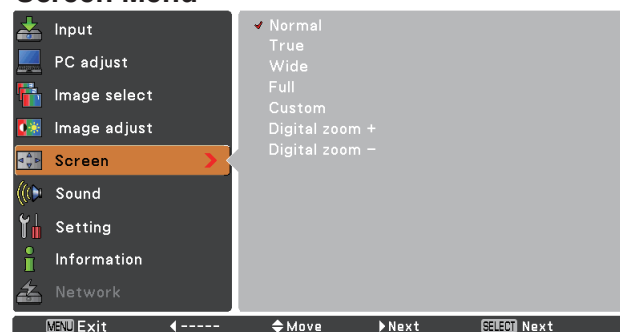 Screen Menu
Input
PC adjust
Image select
Image adjust
Screen
Sound
Setting
Information
Network
✔ Normal
True
Wide
Full
Custom
Digital zoom +
Digital zoom –
MENU Exit ◀ ----- ◆ Move ▶ Next SELECT Next